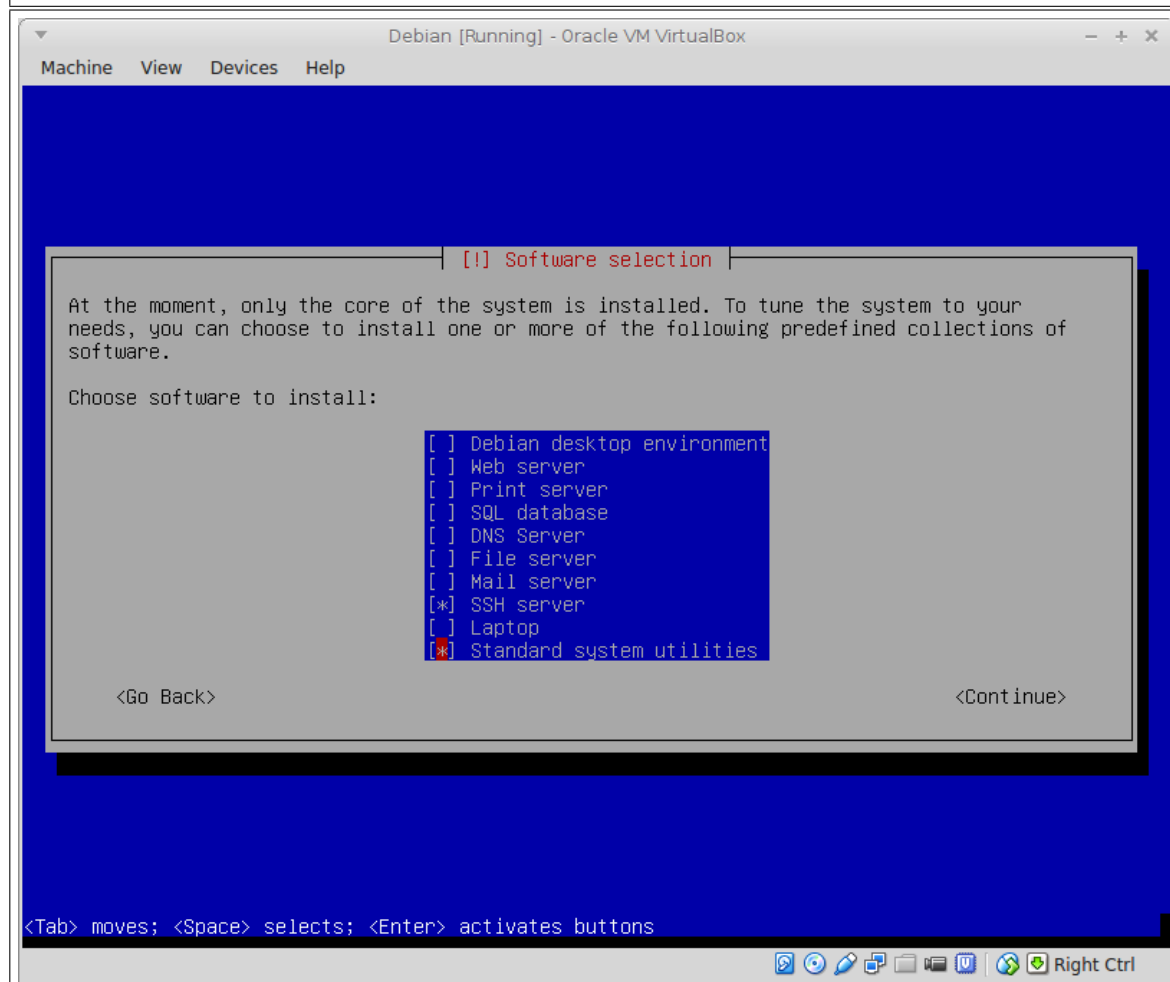 Debian [Running] - Oracle VM VirtualBox
Machine View Devices Help
[!] Software selection
At the moment, only the core of the system is installed. To tune the system to your
needs, you can choose to install one or more of the following predefined collections of
software.
Choose software to install:
[ ] Debian desktop environment
[ ] Web server
[ ] Print server
[ ] SQL database
[ ] DNS Server
[ ] File server
[ ] Mail server
[*] SSH server
[ ] Laptop
[*] Standard system utilities
<Go Back> <Continue>
<Tab> moves; <Space> selects; <Enter> activates buttons
Right Ctrl